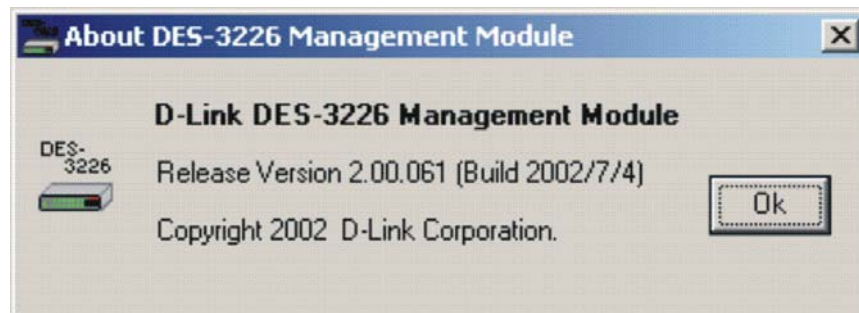 About DES-3226 Management Module
D-Link DES-3226 Management Module
DES-
3226
Release Version 2.00.061 (Build 2002/7/4)
Copyright 2002 D-Link Corporation.
Ok